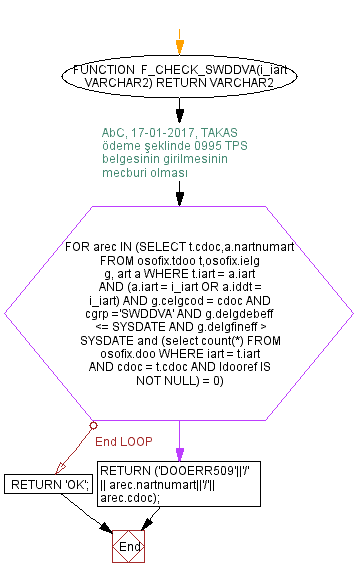 FUNCTION F_CHECK_SWDDVA(i_iart
VARCHAR2) RETURN VARCHAR2
AbC, 17-01-2017, TAKAS
ödeme şeklinde 0995 TPS
belgesinin girilmesinin
mecburi olması
FOR arec IN (SELECT t.cdoc,a.nartnumart
FROM osofix.tdoo t,osofix.ielg
g, art a WHERE t.iart = a.iart
AND (a.iart = i_iart OR a.iddt =
i_iart) AND g.celgcod = cdoc AND
cgrp ='SWDDVA' AND g.delgdebeff
<= SYSDATE AND g.delgfineff >
SYSDATE and (select count(*) FROM
osofix.doo WHERE iart = t.iart
AND cdoc = t.cdoc AND ldooref IS
NOT NULL) = 0)
End LOOP
RETURN 'OK';
RETURN ('DOOERR509'||'/'
|| arec.nartnumart||'/'||
arec.cdoc);
End